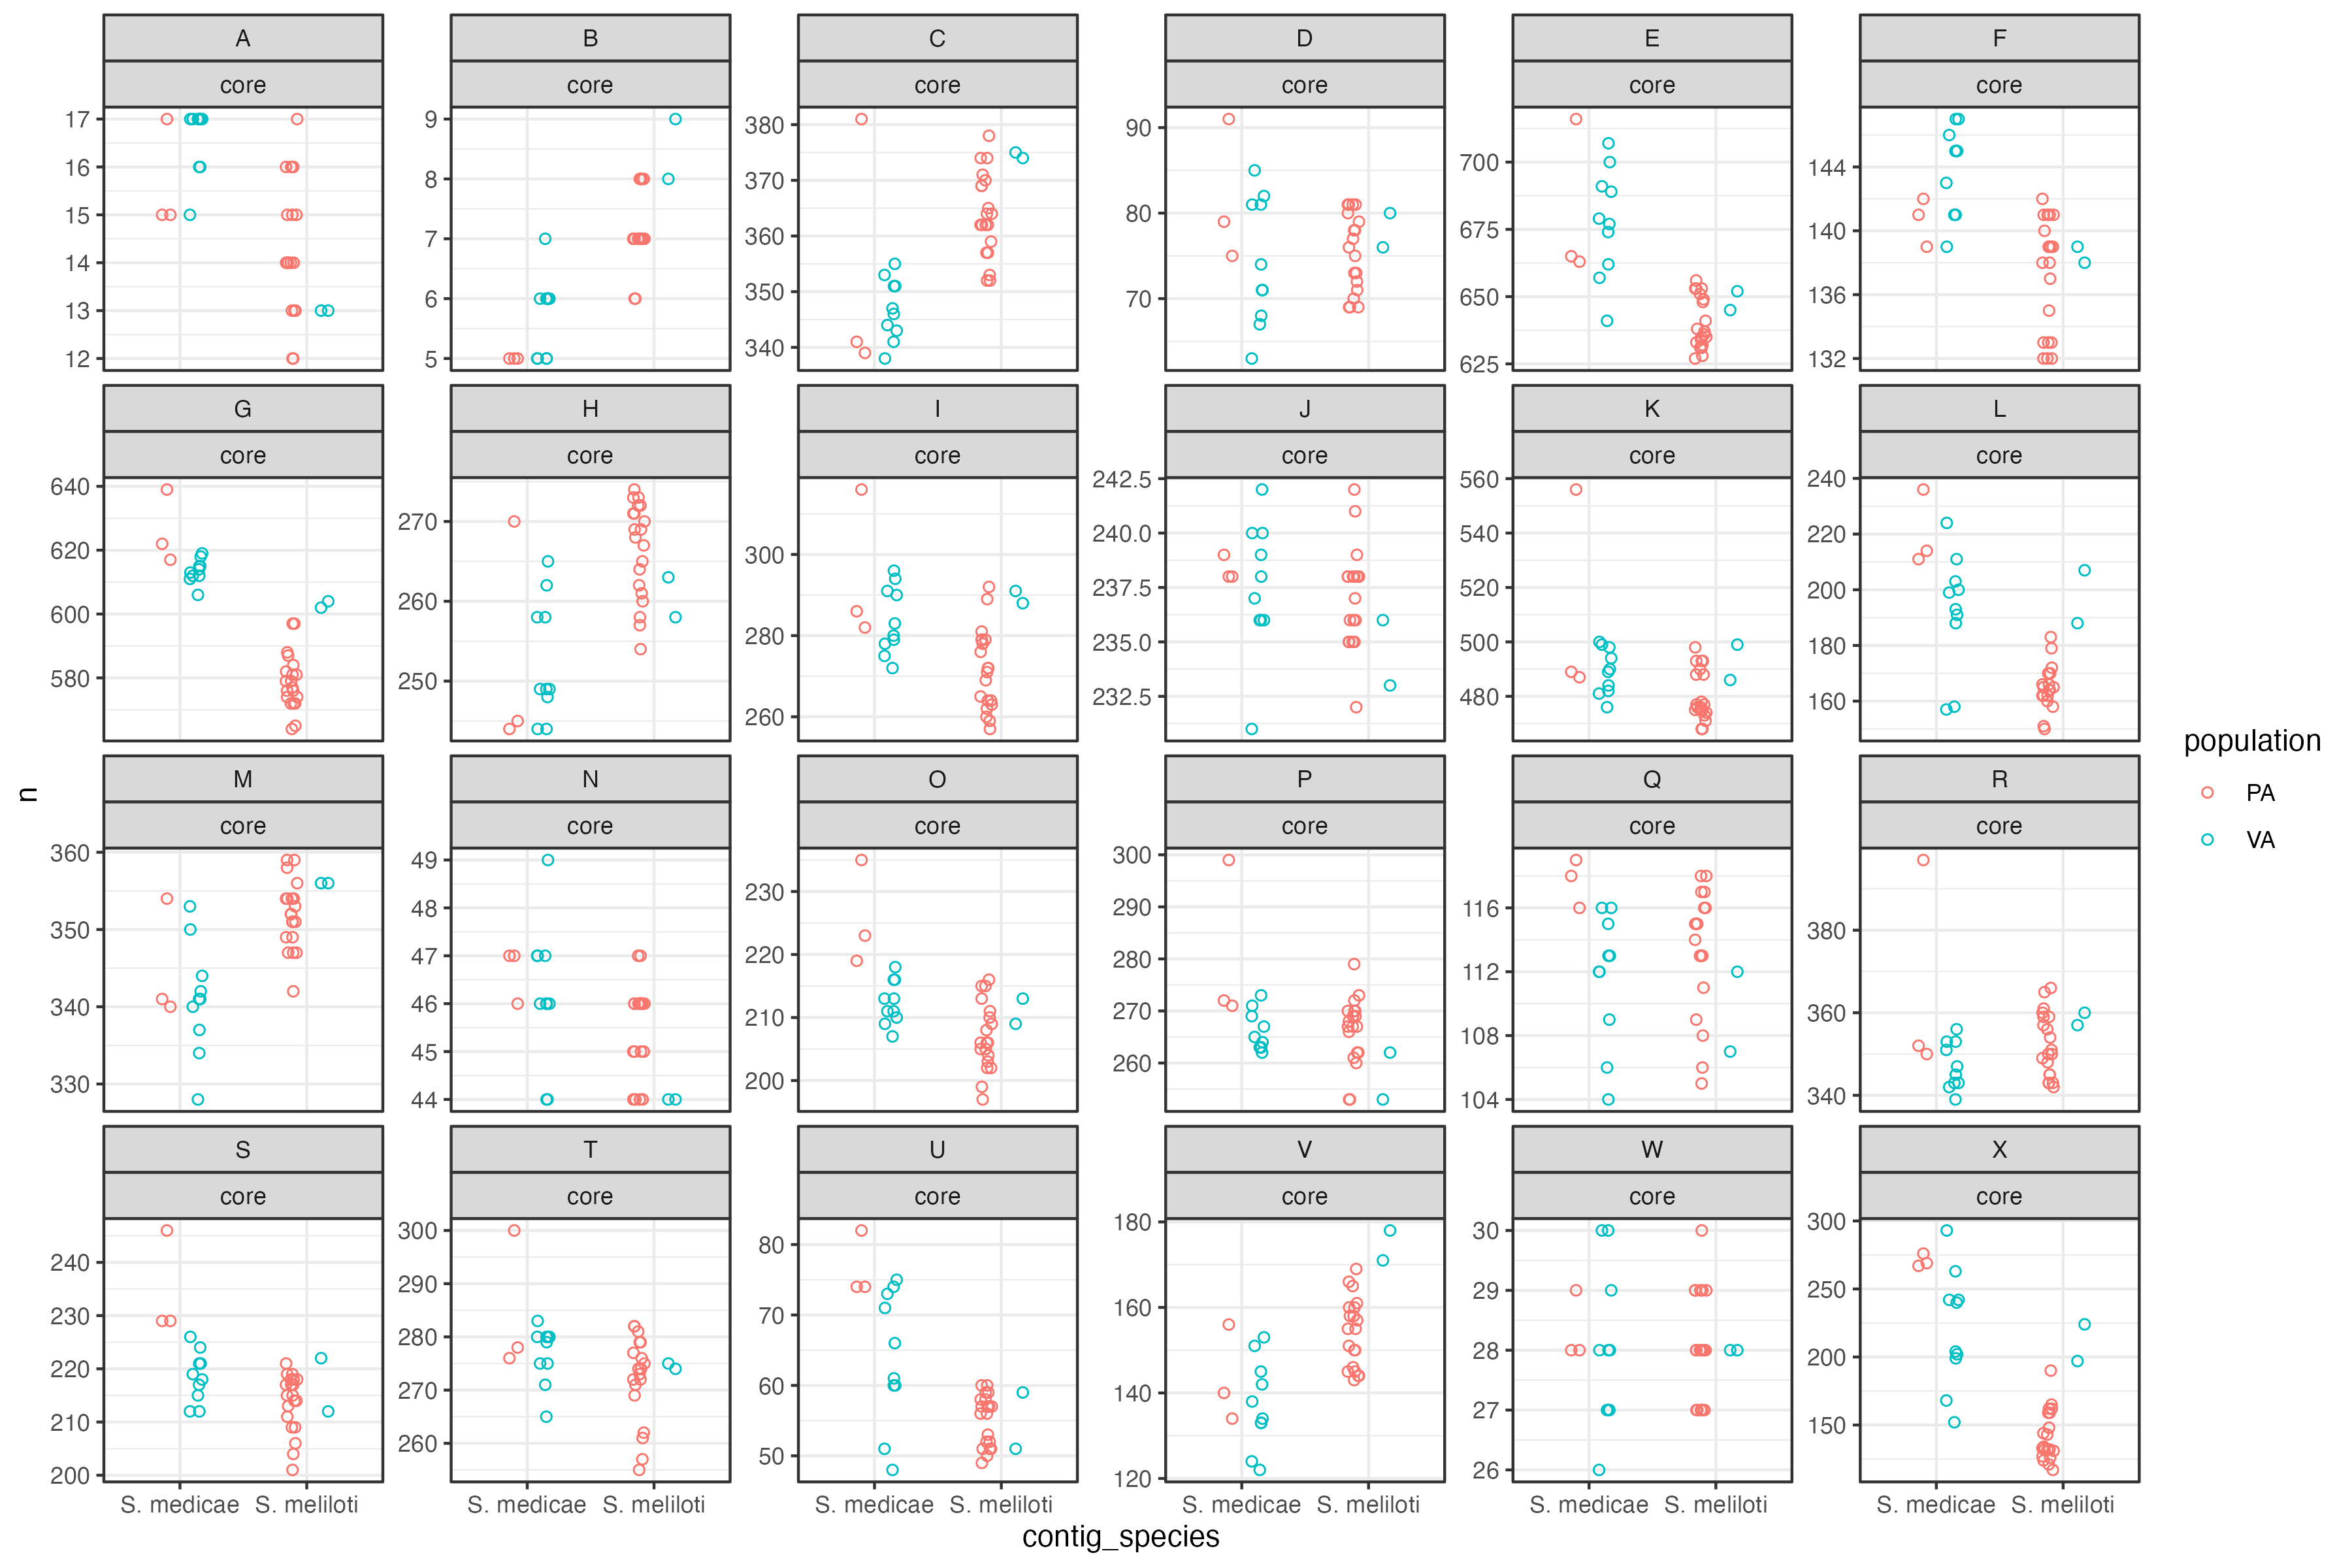 A B C D E F
core core core core core core
17 9 380 90 700 144
16 8 370 80 675 140
15 7 360 70 650 136
14 6 350 625 132
13 5 340
12
G H I J K L
core core core core core core
640 270 300 242.5 560 240
620 260 280 240.0 540 220
600 250 260 237.5 520 200
580 235.0 500 180
232.5 480 160
M N O P Q R
core core core core core core
360 49 230 300 116 380
350 48 220 290 112 360
340 47 210 280 108 340
330 46 200 270 104
45 260
44
S T U V W X
core core core core core core
240 300 80 180 30 300
230 290 70 160 29 250
220 280 60 140 28 200
210 270 50 120 27 150
200 260 26
S. medicae S. meliloti S. medicae S. meliloti S. medicae S. meliloti S. medicae S. meliloti S. medicae S. meliloti S. medicae S. meliloti
contig_species
n
population
PA
VA